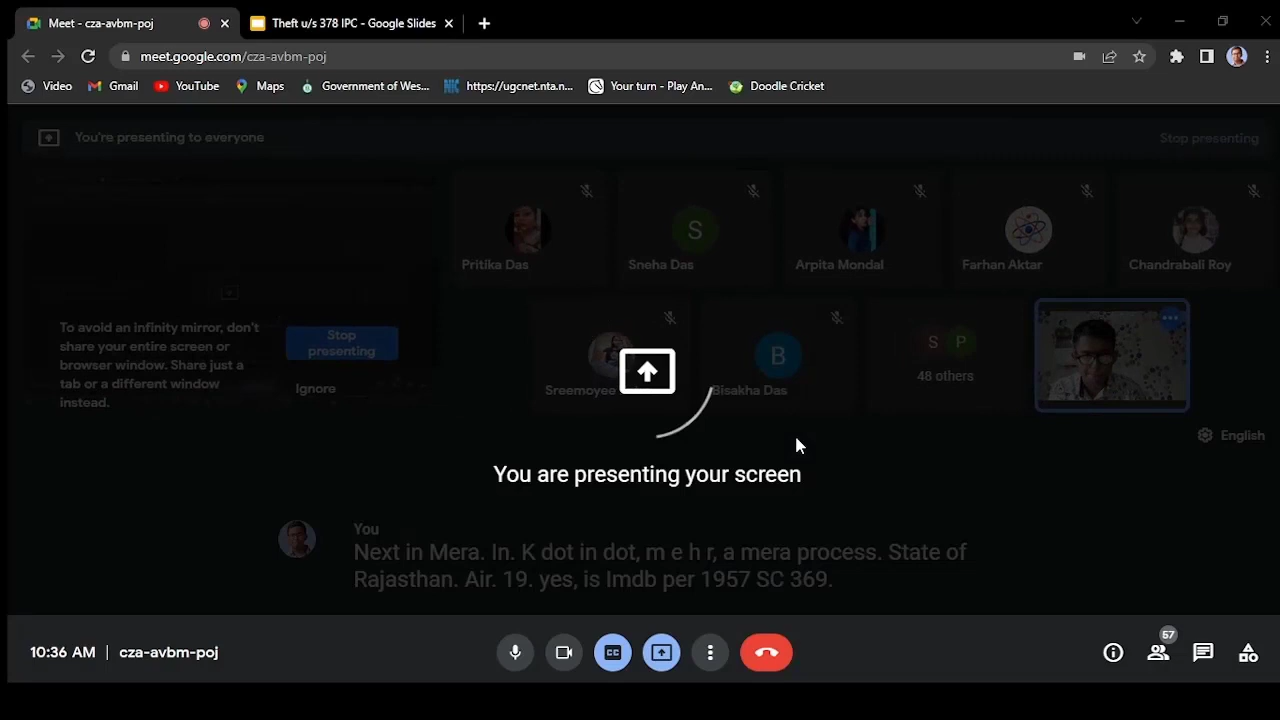 Meet - cza-avbm-poj
Theft u/s 378 IPC - Google Slides
meet.google.com/cza-avbm-poj
Video
Gmail
YouTube
Maps
Government of Wes...
https://ugcnet.nta.n...
Your turn - Play An...
Doodle Cricket
You're presenting to everyone
Stop presenting
Pritika Das
S
Sneha Das
Arpita Mondal
Farhan Aktar
Chandrabali Roy
To avoid an infinity mirror, don't
share your entire screen or
browser window. Share just a
tab or a different window
instead.
Stop
presenting
Ignore
Sreemoyee
B
Bisakha Das
S P
48 others
English
You are presenting your screen
You
Next in Mera. In. K dot in dot, m e h r, a mera process. State of
Rajasthan. Air. 19. yes, is Imdb per 1957 SC 369.
10:36 AM | cza-avbm-poj
CC
57